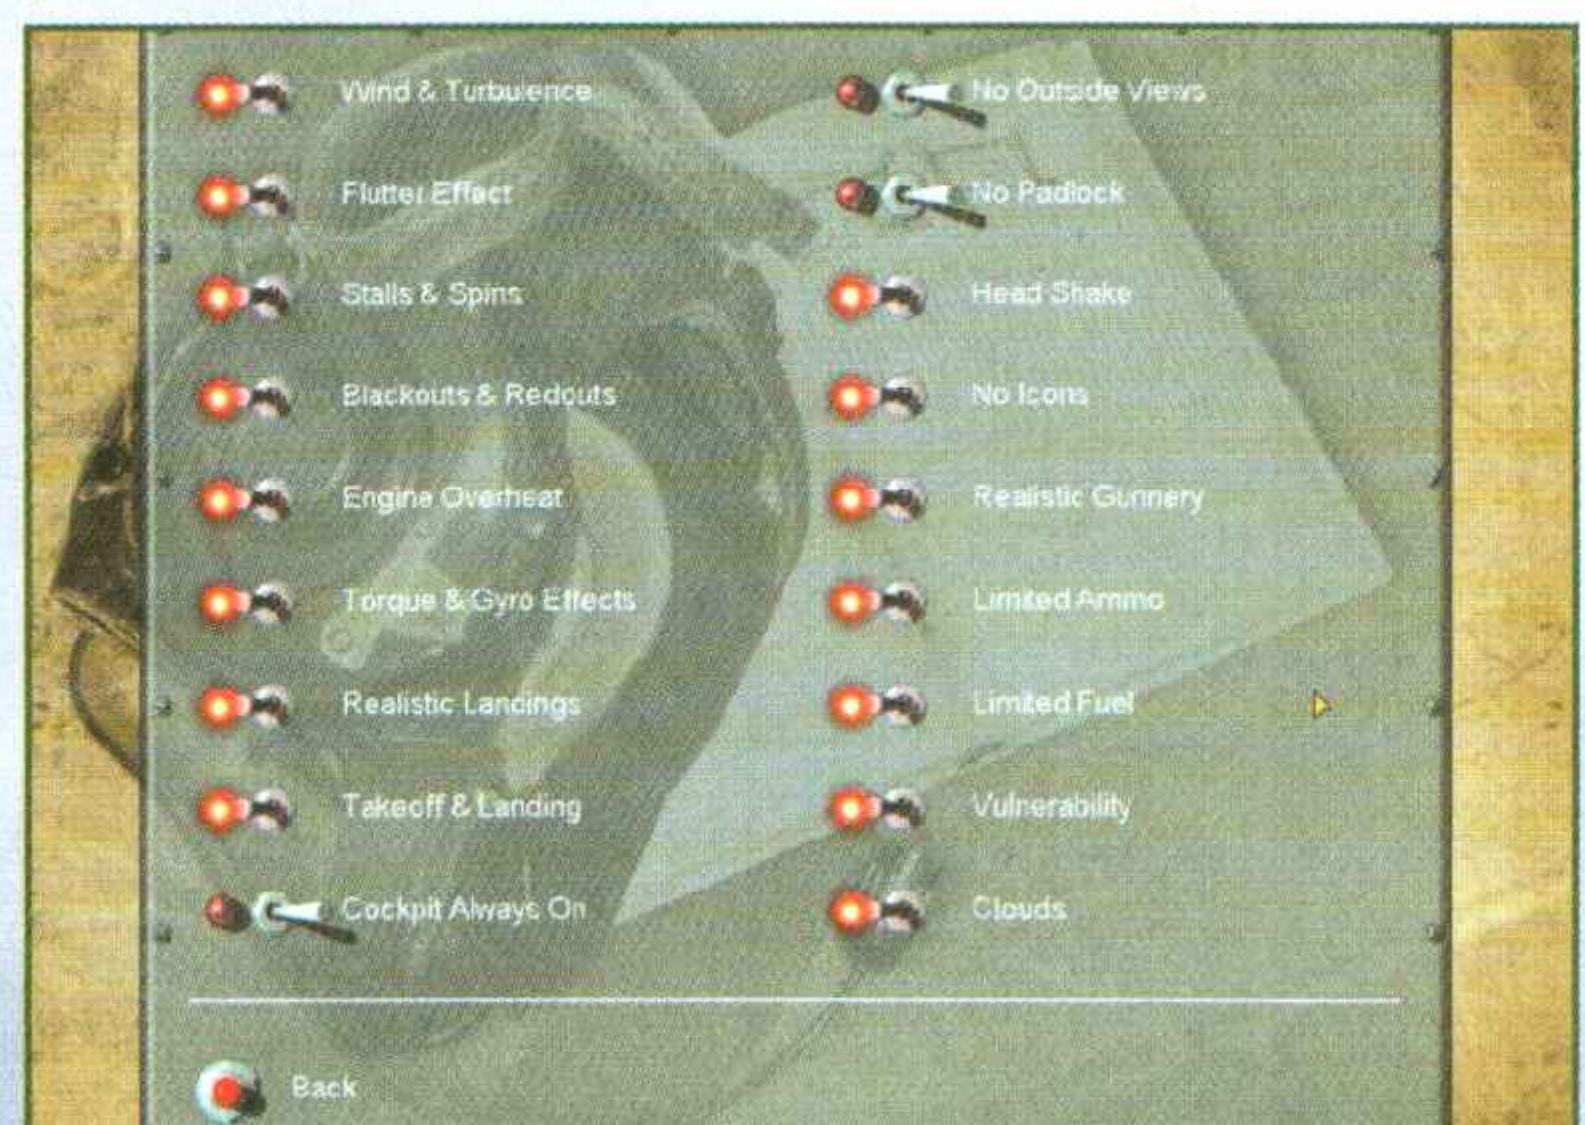 Wind & Turbulence
Flutter Effect
Stalls & Spins
Blackouts & Redouts
Engine Overheat
Torque & Gyro Effects
Realistic Landings
Takeoff & Landing
Cockpit Always On
No Outside Views
No Padlock
Head Shake
No Icons
Realistic Gunnery
Limited Ammo
Limited Fuel
Vulnerability
Clouds
Back